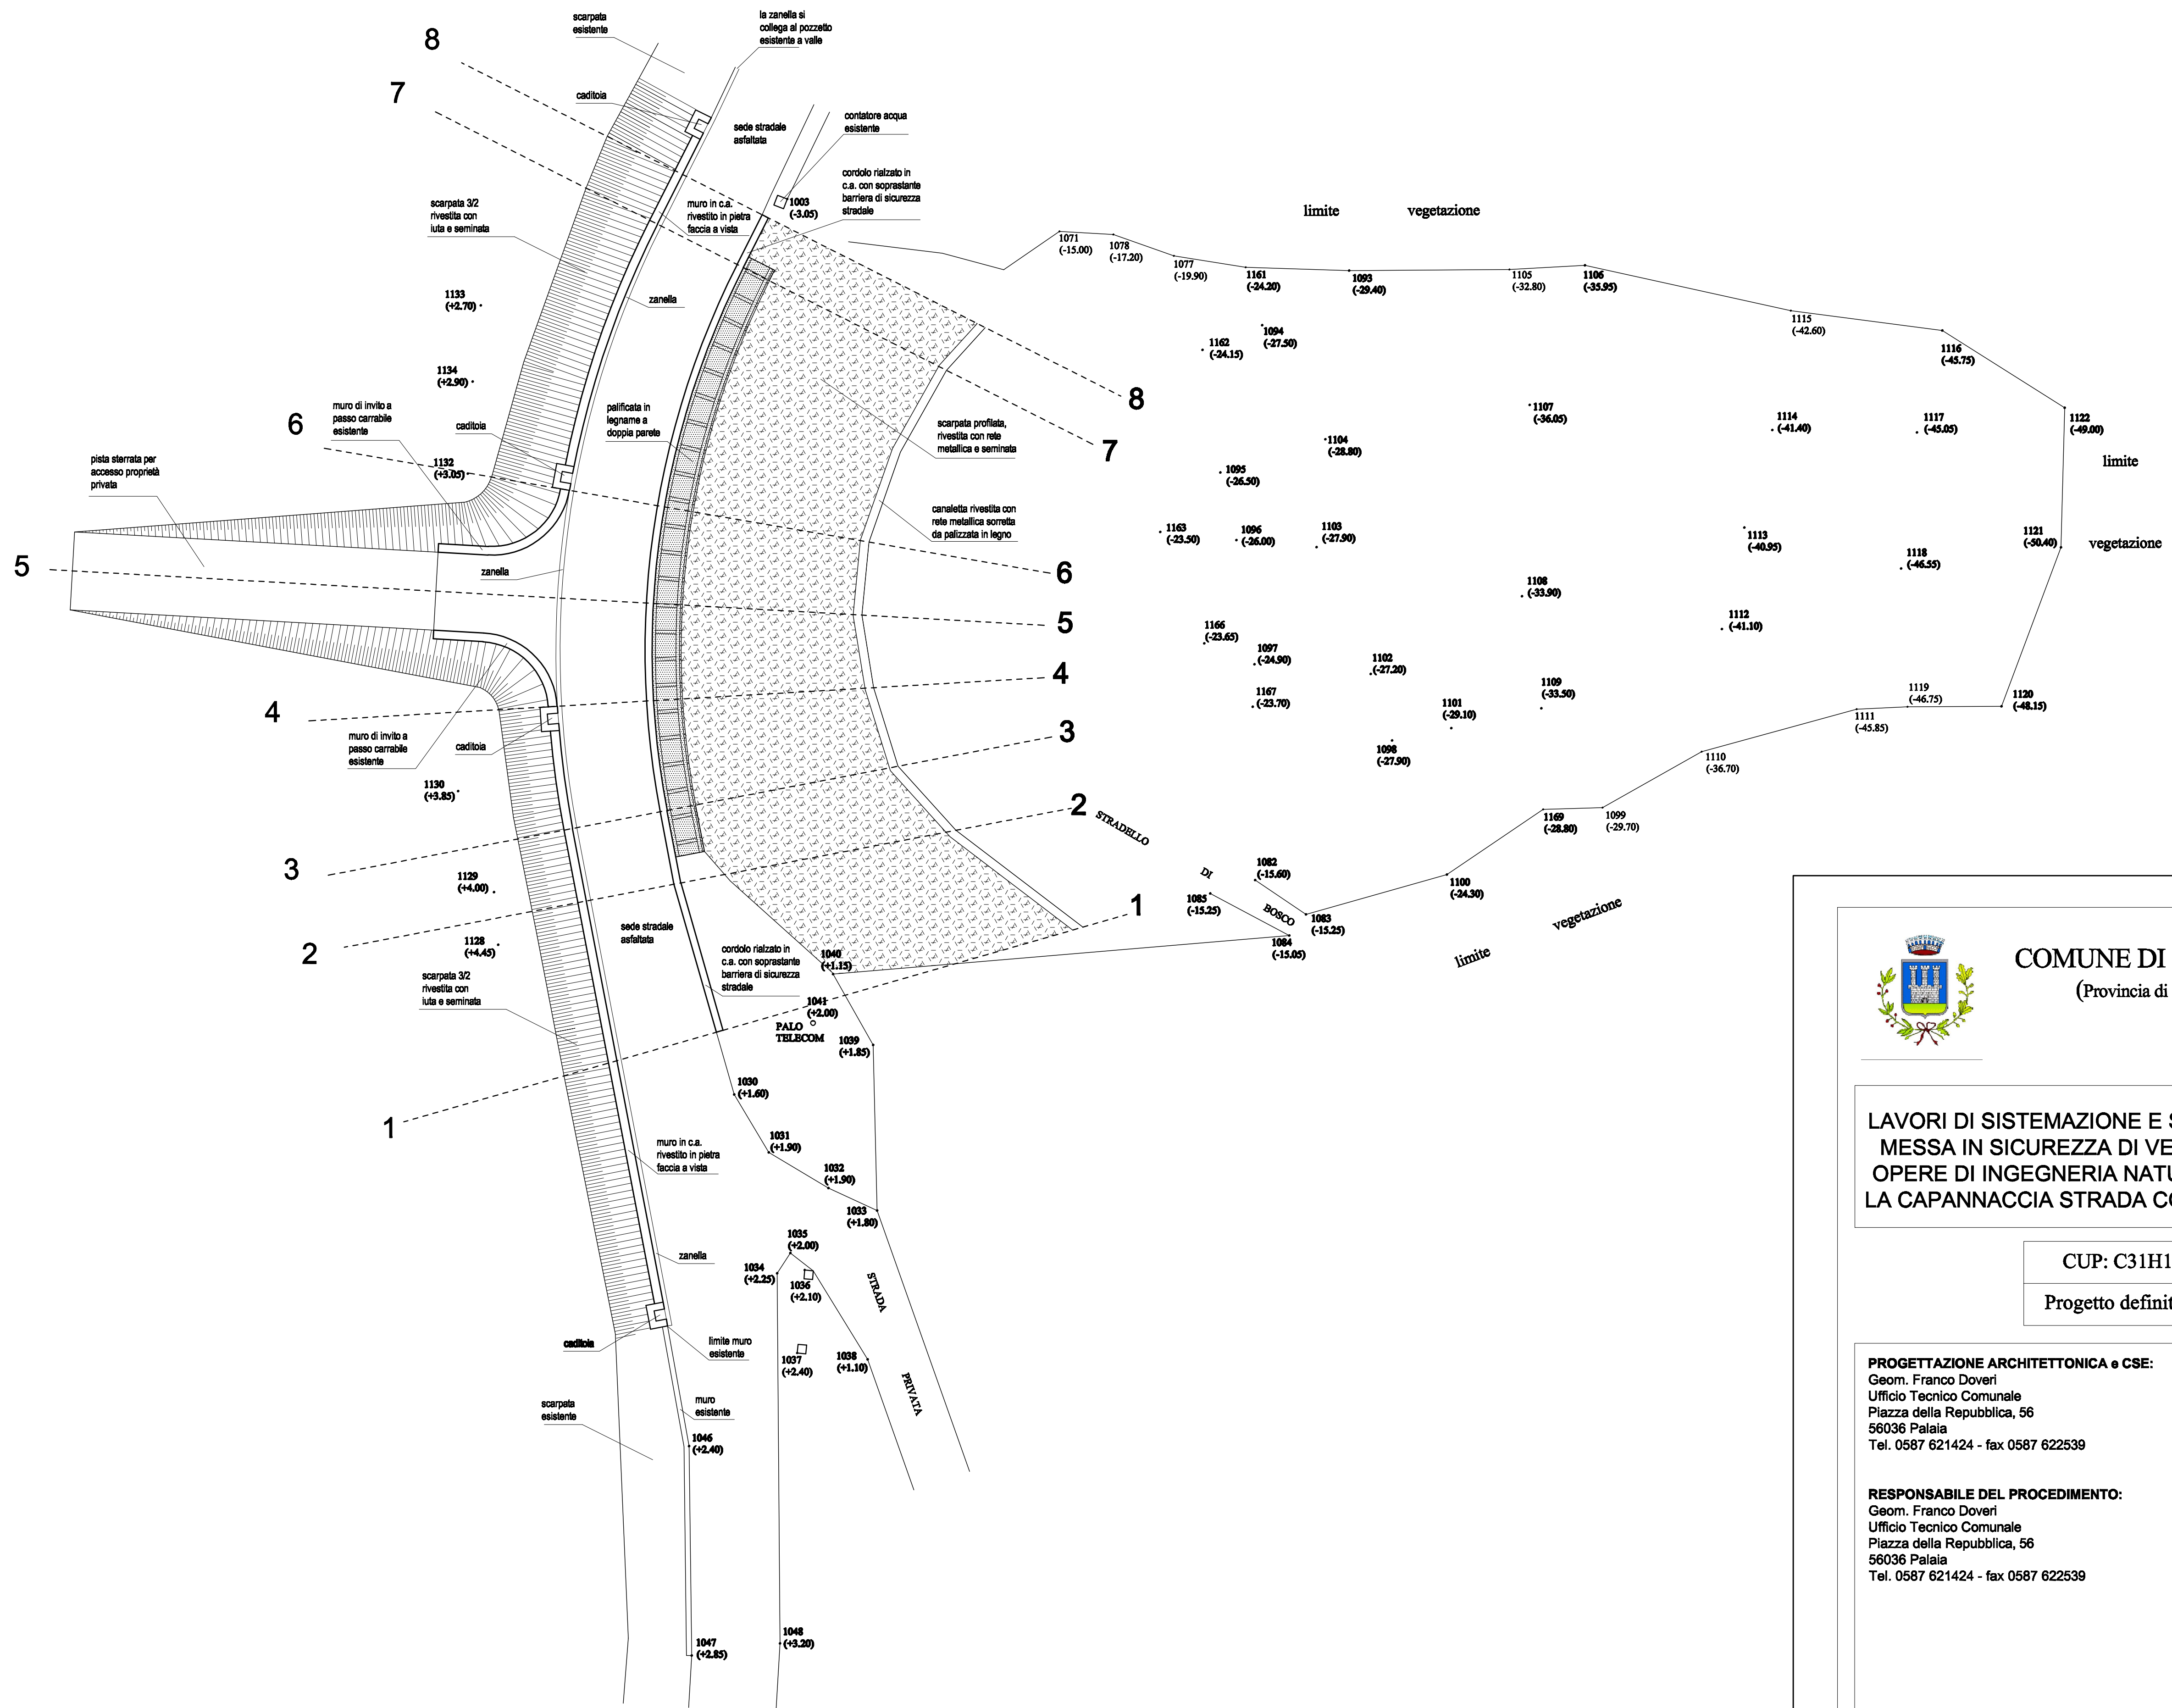 scarpata
esistente
la zanella si
collega al pozzetto
esistente a valle
8
7
caditoia
sede stradale
asfaltata
contatore acqua
esistente
cordolo rialzato in
c.a. con soprastante
barriera di sicurezza
stradale
1003
(-3.05)
scarpata 3/2
rivestita con
iuta e seminata
muro in c.a.
rivestito in pietra
faccia a vista
limite vegetazione
1071
(-15.00)
1078
(-17.20)
1077
(-19.90)
1161
(-24.20)
1093
(-29.40)
1105
(-32.80)
1106
(-35.95)
1133
(+2.70)
zanella
1115
(-42.60)
1094
(-27.50)
1162
(-24.15)
1116
(-45.75)
1134
(+2.90)
8
muro di invito a
passo carrabile
esistente
palificata in
legname a
doppia parete
1107
(-36.05)
1114
(-41.40)
1117
(-45.05)
1122
(-49.00)
6
caditoia
scarpata profilata,
rivestita con rete
metallica e seminata
7
1104
(-28.80)
limite
pista sterrata per
accesso proprietà
privata
1132
(+3.05)
1095
(-26.50)
canaletta rivestita con
rete metallica sorretta
da palizzata in legno
1163
(-23.50)
1096
(-26.00)
1103
(-27.90)
1113
(-40.95)
1121
(-50.40)
vegetazione
5
zanella
6
1118
(-46.55)
1108
(-33.90)
5
1166
(-23.65)
1112
(-41.10)
1097
(-24.90)
1102
(-27.20)
4
1167
(-23.70)
1109
(-33.50)
1119
(-46.75)
1120
(-48.15)
4
1101
(-29.10)
1111
(-45.85)
3
muro di invito a
passo carrabile
esistente
caditoia
1098
(-27.90)
1110
(-36.70)
1130
(+3.85)
2
STRADELLO
1169
(-28.80)
1099
(-29.70)
3
1129
(+4.00)
DI
1082
(-15.60)
1100
(-24.30)
1085
(-15.25)
BOSCO
1083
(-15.25)
1
vegetazione
sede stradale
asfaltata
1128
(+4.45)
2
1084
(-15.05)
limite
cordolo rialzato in
c.a. con soprastante
barriera di sicurezza
stradale
1040
(+1.15)
scarpata 3/2
rivestita con
iuta e seminata
1041
(+2.00)
PALO
TELECOM
1039
(+1.85)
1030
(+1.60)
1
1031
(+1.90)
muro in c.a.
rivestito in pietra
faccia a vista
1032
(+1.90)
1033
(+1.80)
1035
(+2.00)
zanella
1034
(+2.25)
1036
(+2.10)
STRADA
caditoia
limite muro
esistente
1037
(+2.40)
1038
(+1.10)
PRIVATA
scarpata
esistente
muro
esistente
1046
(+2.40)
1047
(+2.85)
1048
(+3.20)
COMUNE DI
(Provincia di
LAVORI DI SISTEMAZIONE E S
MESSA IN SICUREZZA DI VE
OPERE DI INGEGNERIA NATU
LA CAPANNACCIA STRADA CO
CUP: C31H1
Progetto definit
PROGETTAZIONE ARCHITETTONICA e CSE:
Geom. Franco Doveri
Ufficio Tecnico Comunale
Piazza della Repubblica, 56
56036 Palaia
Tel. 0587 621424 - fax 0587 622539
RESPONSABILE DEL PROCEDIMENTO:
Geom. Franco Doveri
Ufficio Tecnico Comunale
Piazza della Repubblica, 56
56036 Palaia
Tel. 0587 621424 - fax 0587 622539